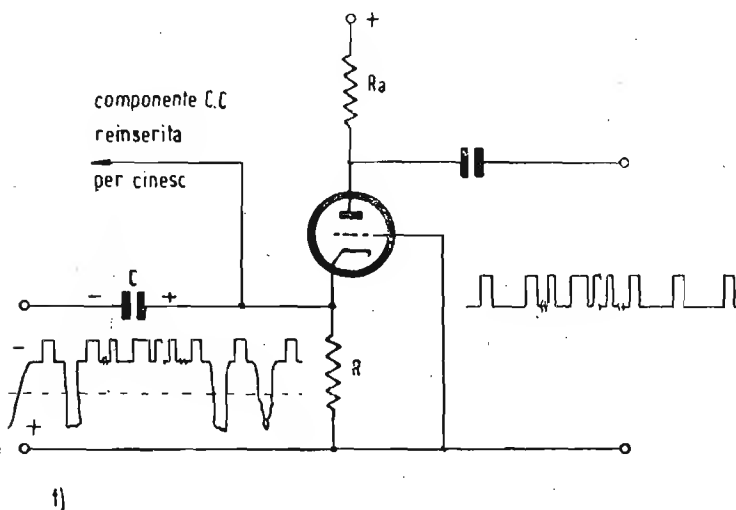 +
Ra
componente C.C
reinserita
per cinesc
C
- +
-
R
+
f)